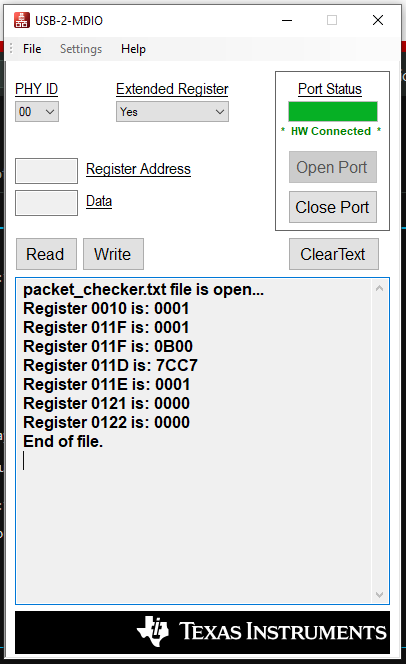 USB-2-MDIO
File Settings Help
PHY ID Extended Register Port Status
00 Yes
* HW Connected *
Register Address Open Port
Data Close Port
Read Write ClearText
packet_checker.txt file is open...
Register 0010 is: 0001
Register 011F is: 0001
Register 011F is: 0B00
Register 011D is: 7CC7
Register 011E is: 0001
Register 0121 is: 0000
Register 0122 is: 0000
End of file.
TEXAS INSTRUMENTS